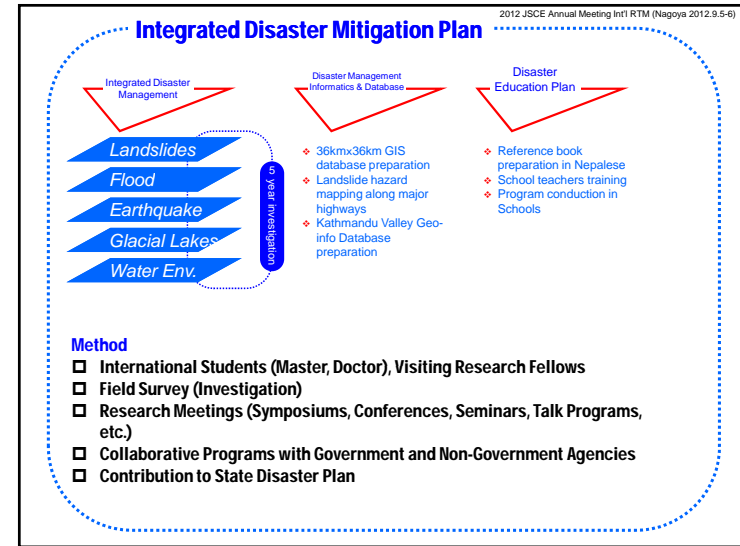 2012 JSCE Annual Meeting Int'l RTM (Nagoya 2012.9.5-6)
Integrated Disaster Mitigation Plan
Integrated Disaster
Management
Landslides
Flood
Earthquake
Glacial Lakes
Water Env.
5 year investigation
Disaster Management
Informatics & Database
36kmx36km GIS
database preparation
Landslide hazard
mapping along major
highways
Kathmandu Valley Geo-
info Database
preparation
Disaster
Education Plan
Reference book
preparation in Nepalese
School teachers training
Program conduction in
Schools
Method
International Students (Master, Doctor), Visiting Research Fellows
Field Survey (Investigation)
Research Meetings (Symposiums, Conferences, Seminars, Talk Programs,
etc.)
Collaborative Programs with Government and Non-Government Agencies
Contribution to State Disaster Plan